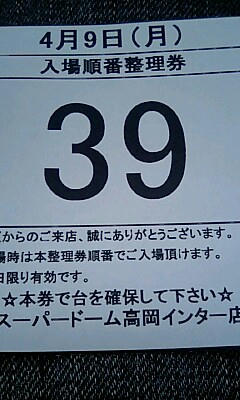 4月9日(月)
入場順番整理券
39
からのご来店、誠にありがとうございます。
場時は本整理券順番でご入場頂けます。
日限り有効です。
☆本券で台を確保して下さい☆
スーパードーム高岡インター店